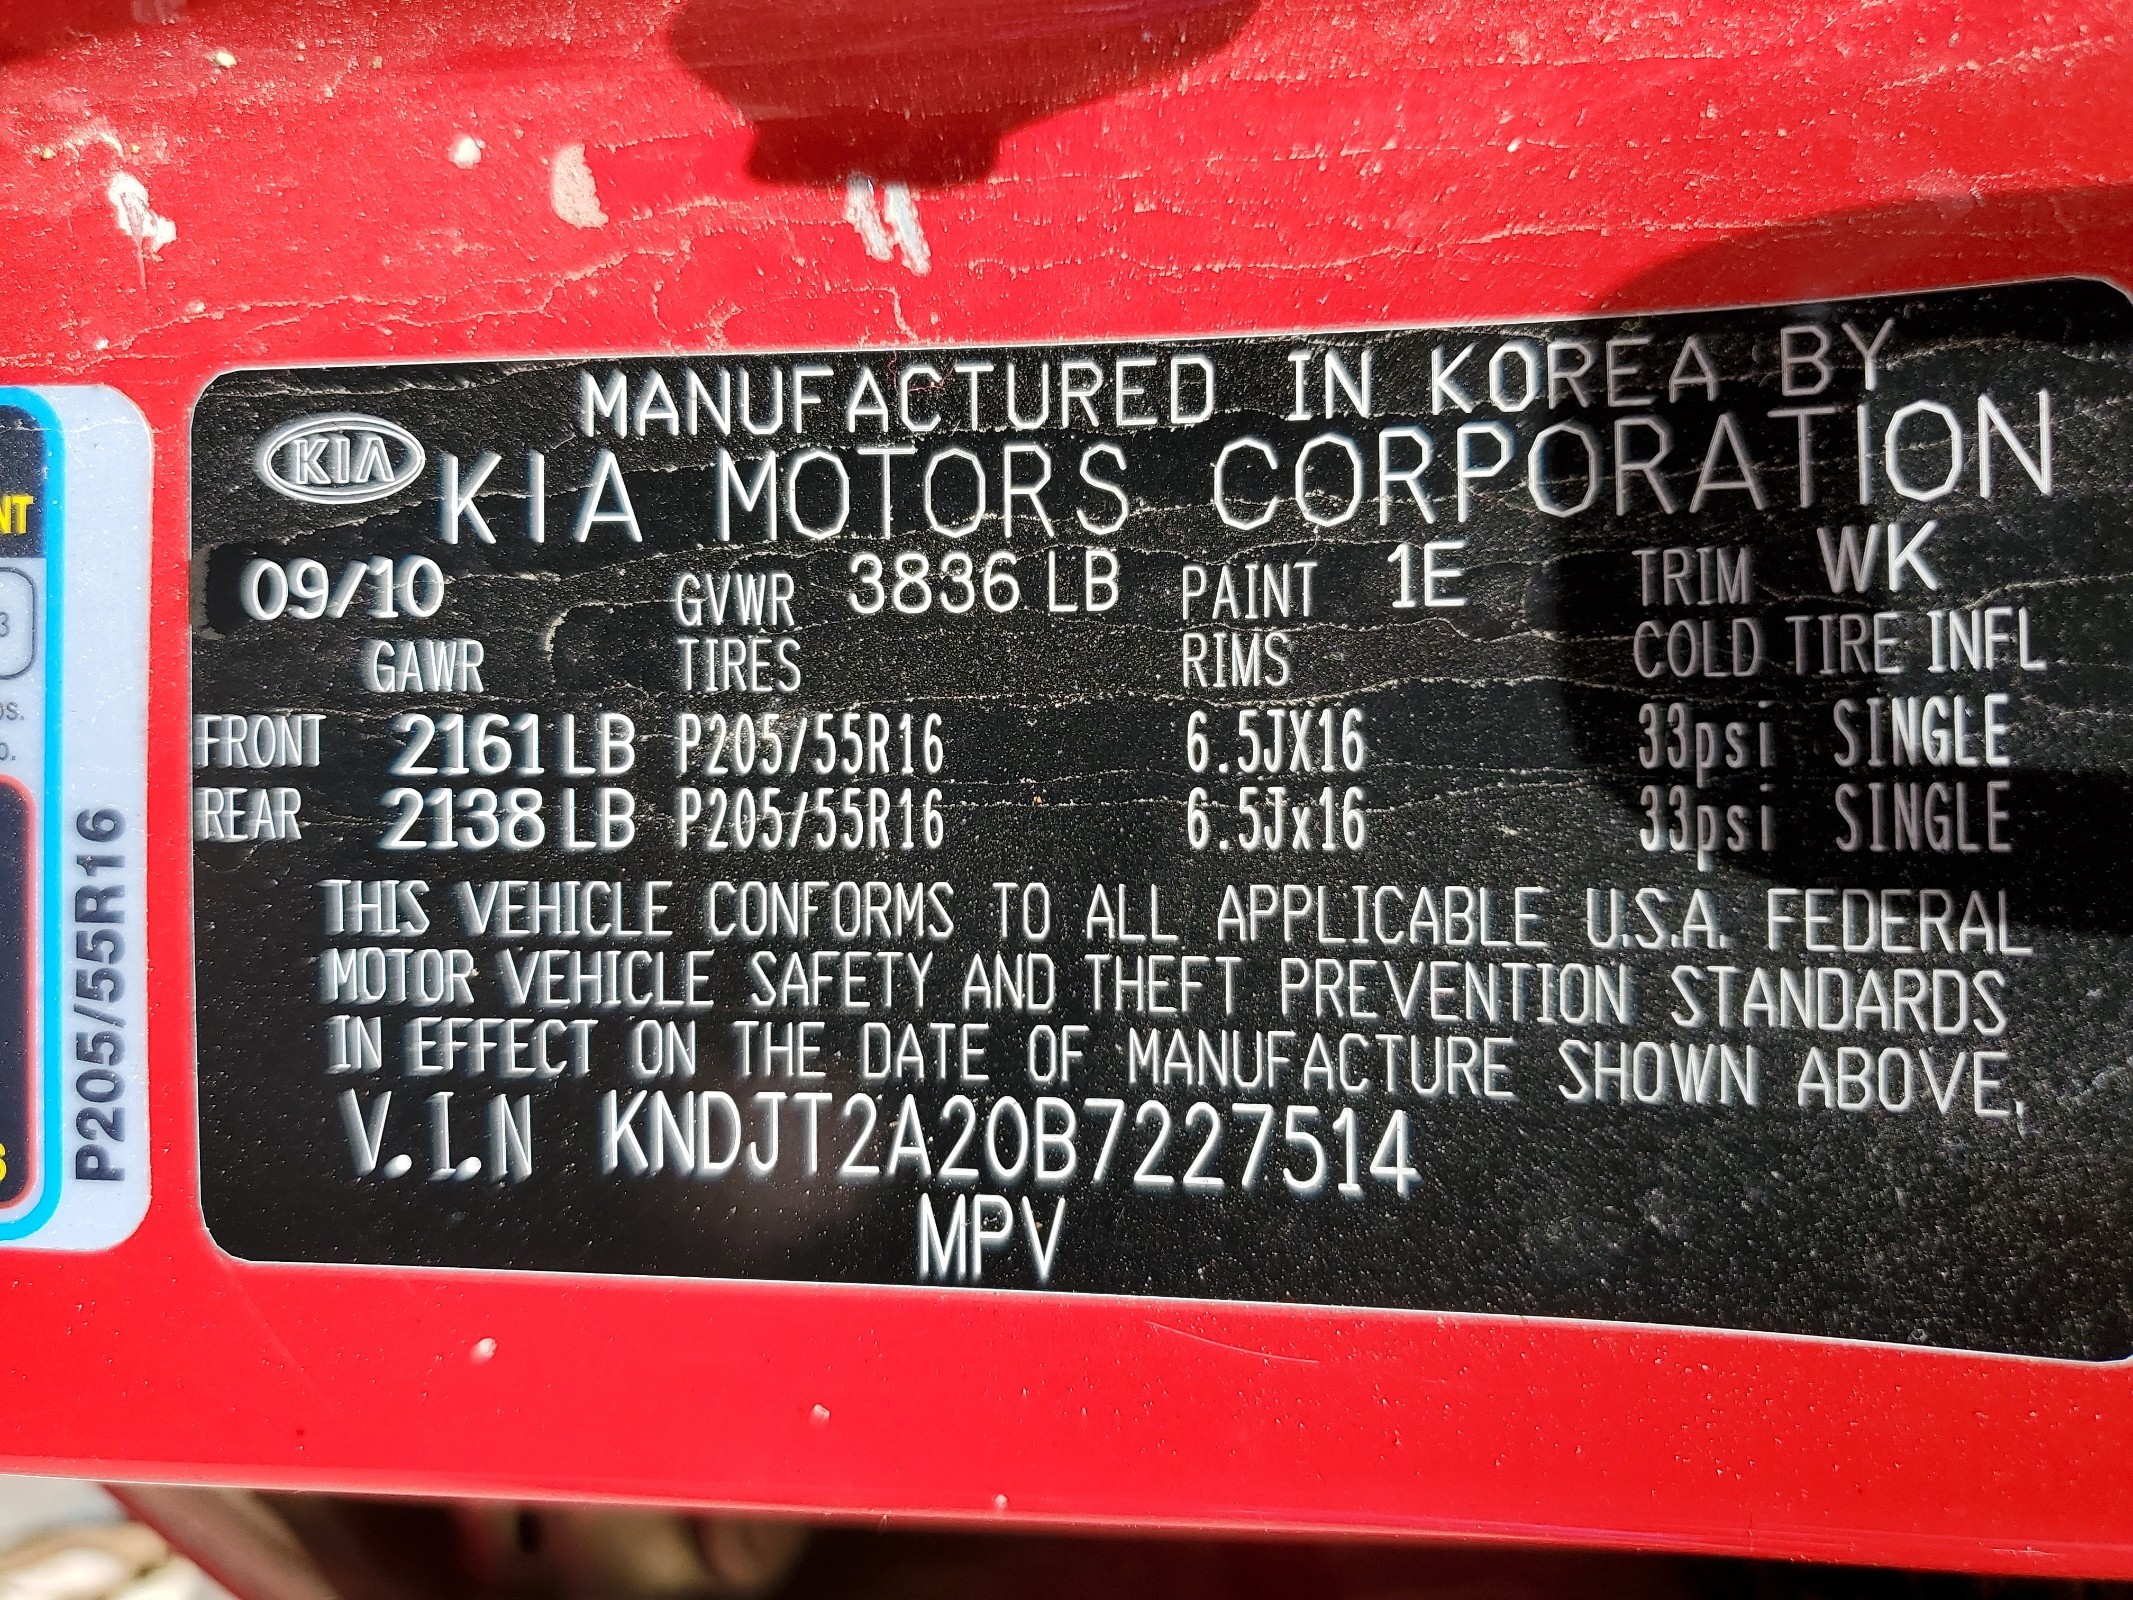 MANUFACTURED IN KOREA BY
KIA KIA MOTORS CORPORATION
09/10 GVWR 3836 LB PAINT 1E TRIM WK
GAWR TIRES RIMS COLD TIRE INFL
FRONT 2161 LB P205/55R16 6.5JX16 33psi SINGLE
REAR 2138 LB P205/55R16 6.5Jx16 33psi SINGLE
THIS VEHICLE CONFORMS TO ALL APPLICABLE U.S.A. FEDERAL
MOTOR VEHICLE SAFETY AND THEFT PREVENTION STANDARDS
IN EFFECT ON THE DATE OF MANUFACTURE SHOWN ABOVE.
V.I.N KNDJT2A20B7227514
MPV
P205/55R16